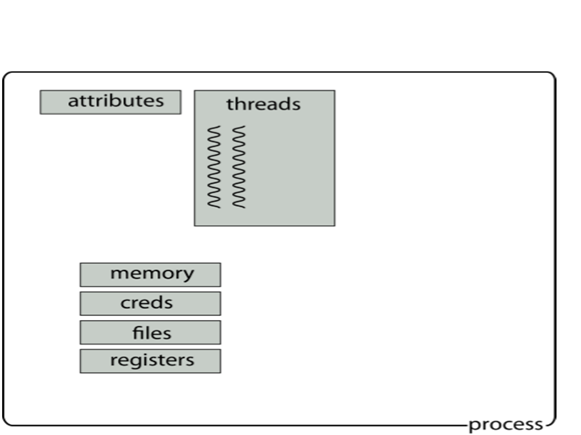 attributes
threads
memory
creds
files
registers
process